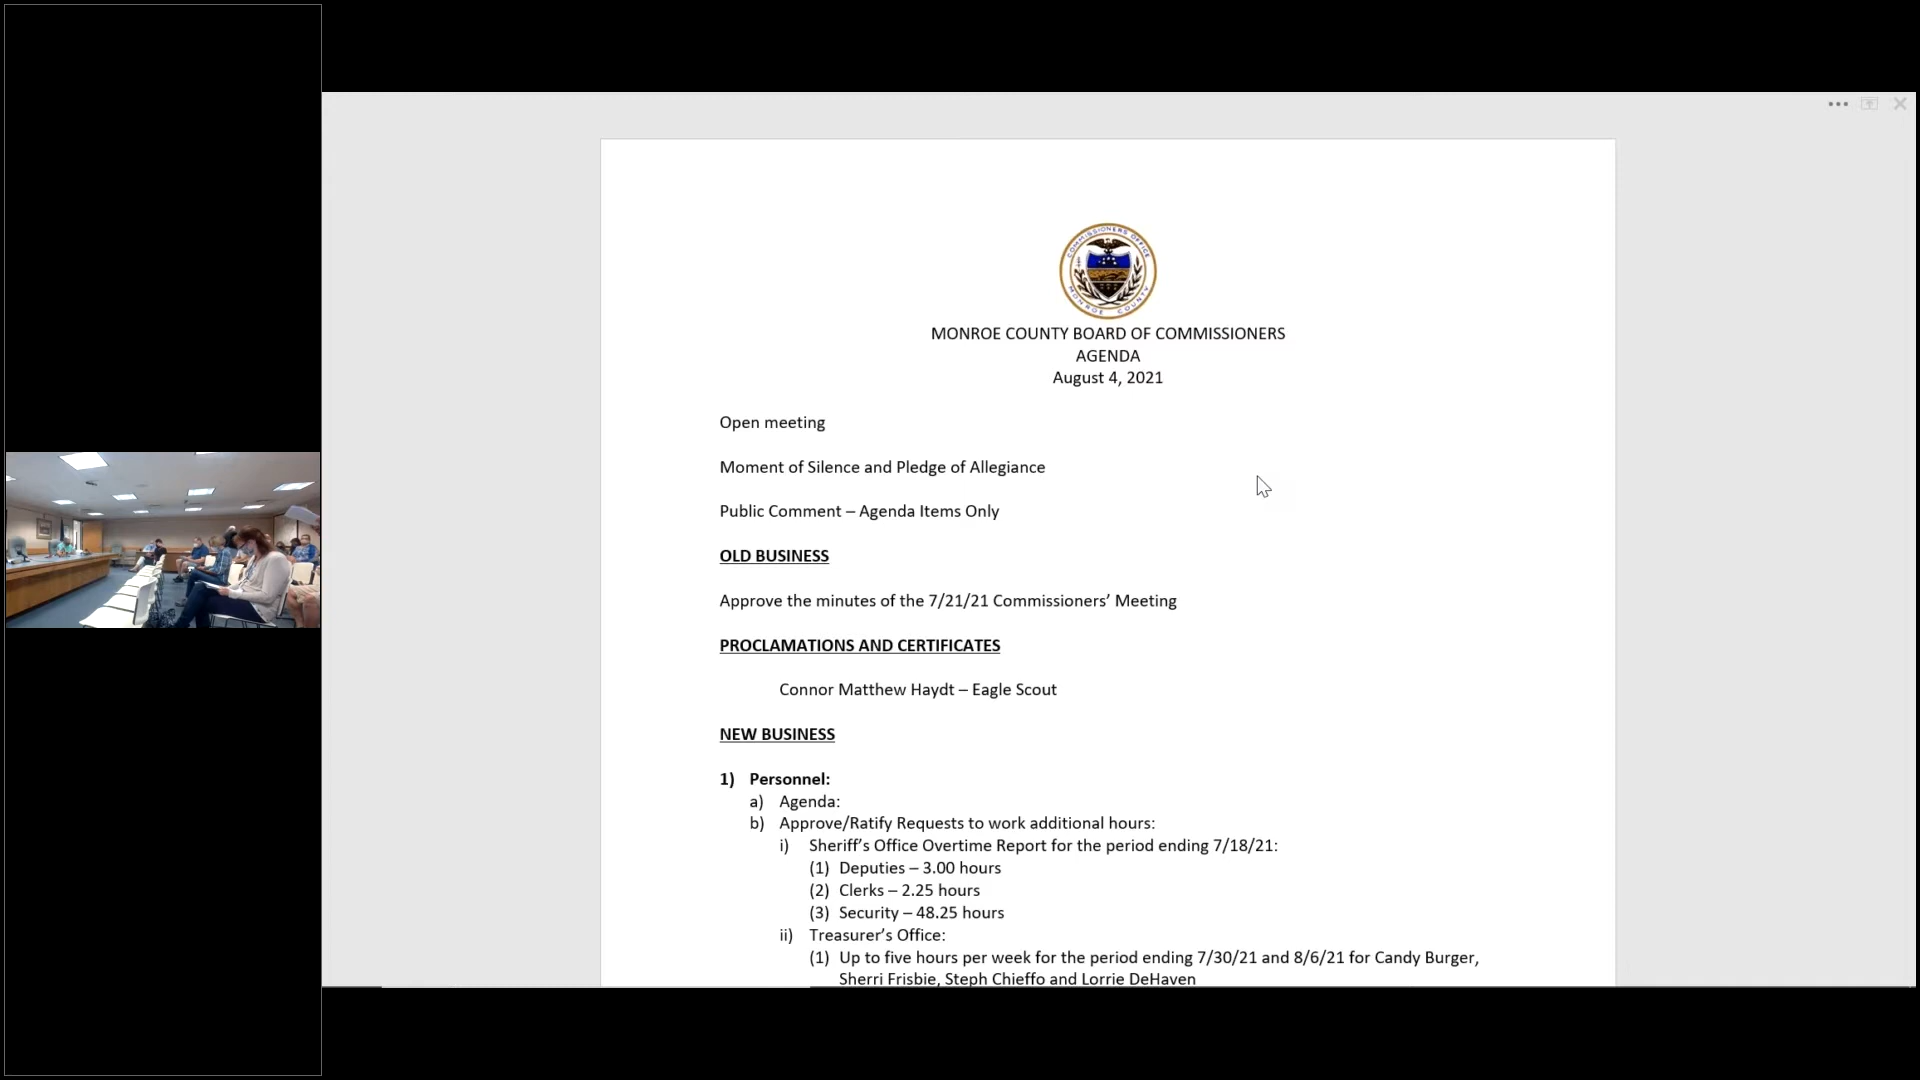 COMMISSIONERS OFFICE
MONROE COUNTY
MONROE COUNTY BOARD OF COMMISSIONERS
AGENDA
August 4, 2021
Open meeting
Moment of Silence and Pledge of Allegiance
Public Comment – Agenda Items Only
OLD BUSINESS
Approve the minutes of the 7/21/21 Commissioners’ Meeting
PROCLAMATIONS AND CERTIFICATES
Connor Matthew Haydt – Eagle Scout
NEW BUSINESS
1) Personnel:
a) Agenda:
b) Approve/Ratify Requests to work additional hours:
i) Sheriff’s Office Overtime Report for the period ending 7/18/21:
(1) Deputies – 3.00 hours
(2) Clerks – 2.25 hours
(3) Security – 48.25 hours
ii) Treasurer’s Office:
(1) Up to five hours per week for the period ending 7/30/21 and 8/6/21 for Candy Burger,
Sherri Frisbie, Steph Chieffo and Lorrie DeHaven